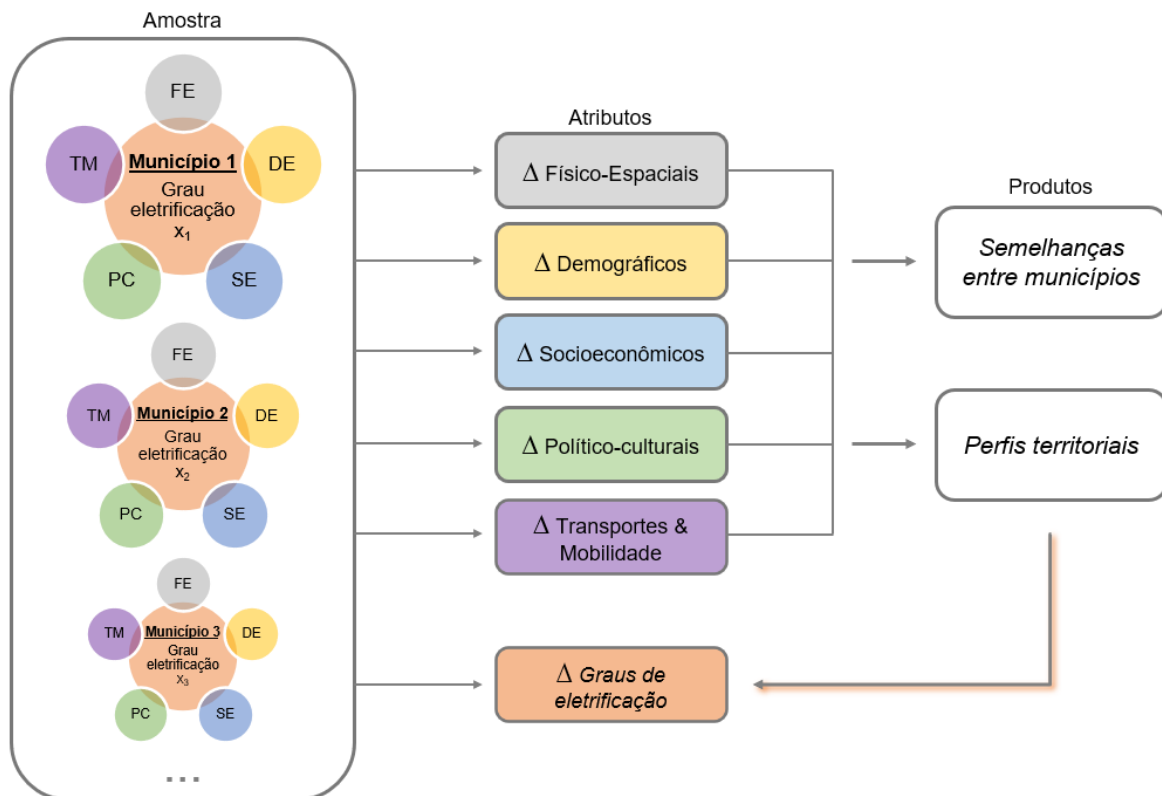 Amostra
FE
TM
Município 1
DE
Grau
eletrificação
x₁
PC
SE
FE
TM
Município 2
DE
Grau
eletrificação
x₂
PC
SE
FE
TM
Município 3
DE
Grau
eletrificação
x₃
PC
SE
...
Atributos
Δ Físico-Espaciais
Δ Demográficos
Δ Socioeconômicos
Δ Político-culturais
Δ Transportes &
Mobilidade
Δ Graus de
eletrificação
Produtos
Semelhanças
entre municípios
Perfis territoriais